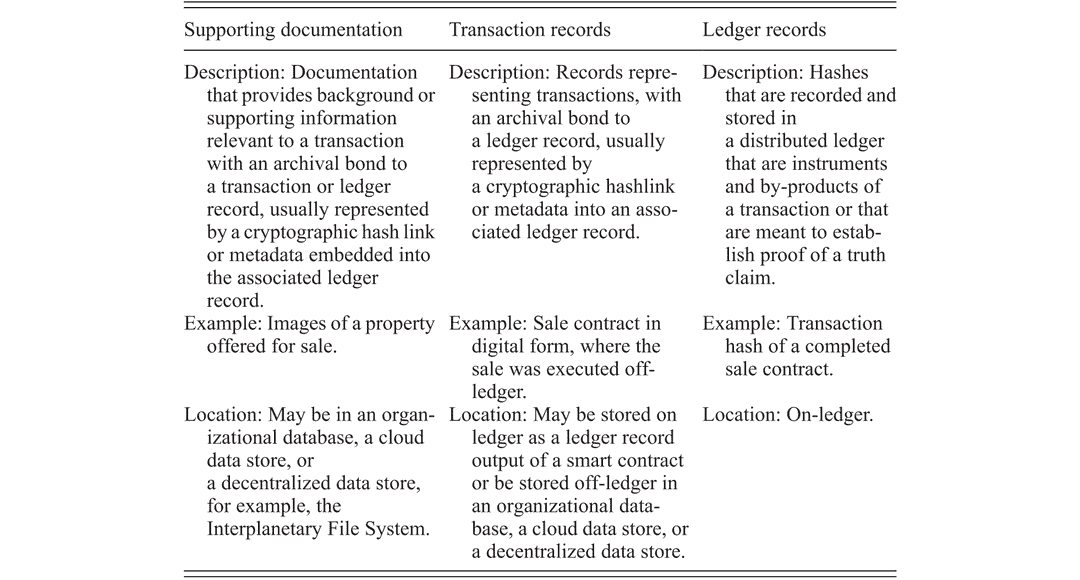 Supporting documentation
Transaction records
Ledger records
Description: Documentation
that provides background or
supporting information
relevant to a transaction
with an archival bond to
a transaction or ledger
record, usually represented
by a cryptographic hash link
or metadata embedded into
the associated ledger
record.
Description: Records repre-
senting transactions, with
an archival bond to
a ledger record, usually
represented by
a cryptographic hashlink
or metadata into an asso-
ciated ledger record.
Description: Hashes
that are recorded and
stored in
a distributed ledger
that are instruments
and by-products of
a transaction or that
are meant to estab-
lish proof of a truth
claim.
Example: Images of a property
offered for sale.
Example: Sale contract in
digital form, where the
sale was executed off-
ledger.
Example: Transaction
hash of a completed
sale contract.
Location: May be in an organ-
izational database, a cloud
data store, or
a decentralized data store,
for example, the
Interplanetary File System.
Location: May be stored on
ledger as a ledger record
output of a smart contract
or be stored off-ledger in
an organizational data-
base, a cloud data store, or
a decentralized data store.
Location: On-ledger.